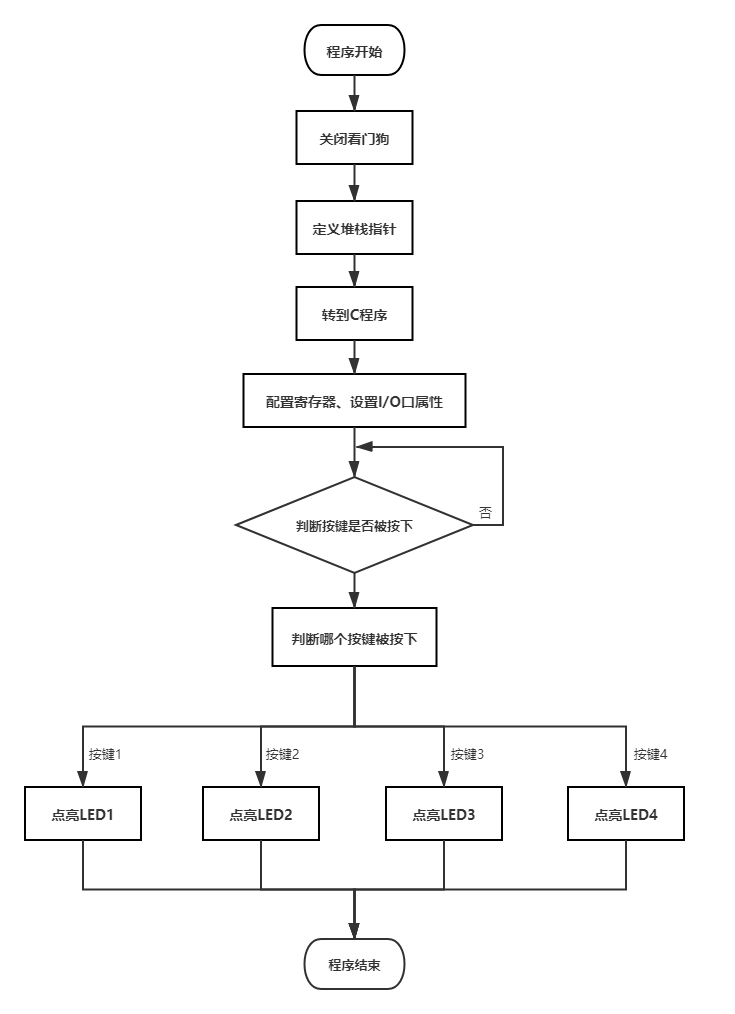 程序开始
关闭看门狗
定义堆栈指针
转到C程序
配置寄存器、设置I/O口属性
否
判断按键是否被按下
判断哪个按键被按下
按键1
按键2
按键3
按键4
点亮LED1
点亮LED2
点亮LED3
点亮LED4
程序结束